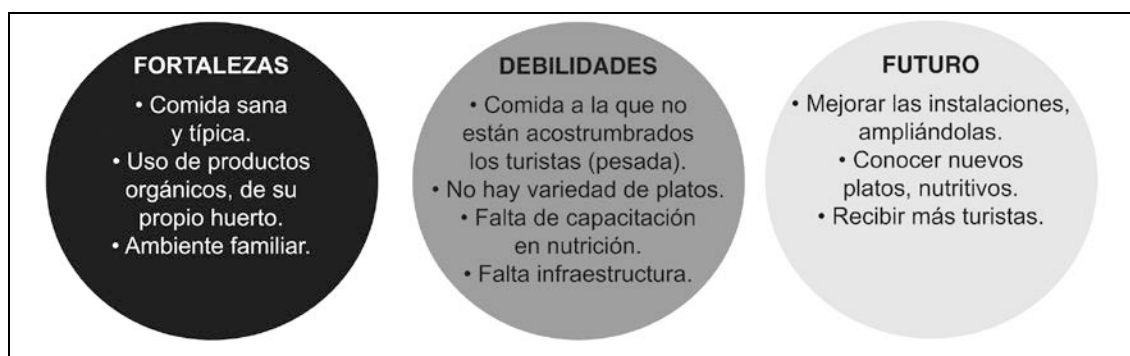 FORTALEZAS
• Comida sana
y típica.
• Uso de productos
orgánicos, de su
propio huerto.
• Ambiente familiar.
DEBILIDADES
• Comida a la que no
están acostrumbrados
los turistas (pesada).
• No hay variedad de platos.
• Falta de capacitación
en nutrición.
• Falta infraestructura.
FUTURO
• Mejorar las instalaciones,
ampliándolas.
• Conocer nuevos
platos, nutritivos.
• Recibir más turistas.